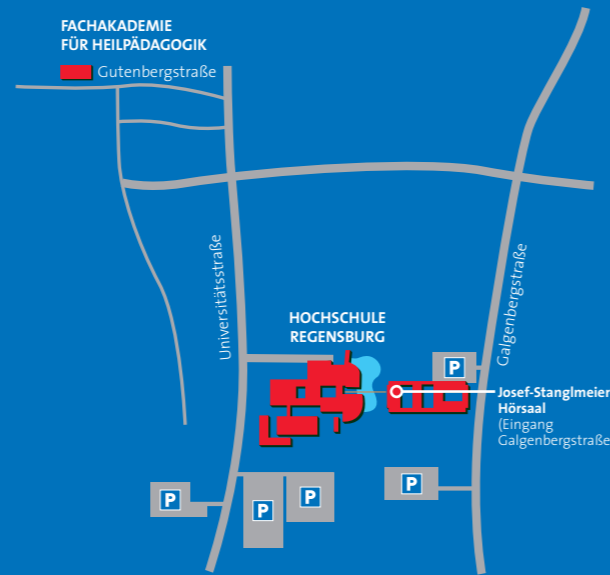 FACHAKADEMIE
FÜR HEILPÄDAGOGIK
Gutenbergstraße
Universitätsstraße
Galgenbergstraße
HOCHSCHULE
REGENSBURG
P
Josef-Stanglmeier
Hörsaal
(Eingang
Galgenbergstraße
P
P
P
P